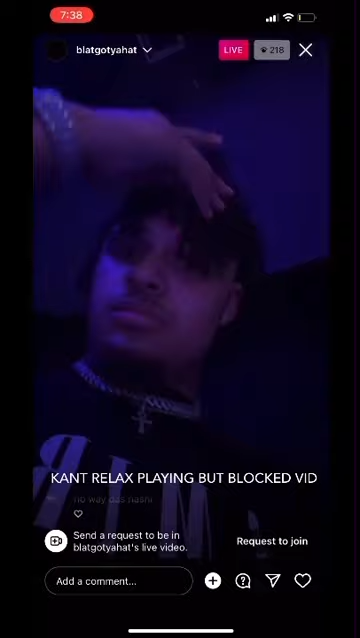 7:38
blatgotyahat
LIVE
218
KANT RELAX PLAYING BUT BLOCKED VID
no way das nashi
Send a request to be in
blatgotyahat's live video.
Request to join
Add a comment...